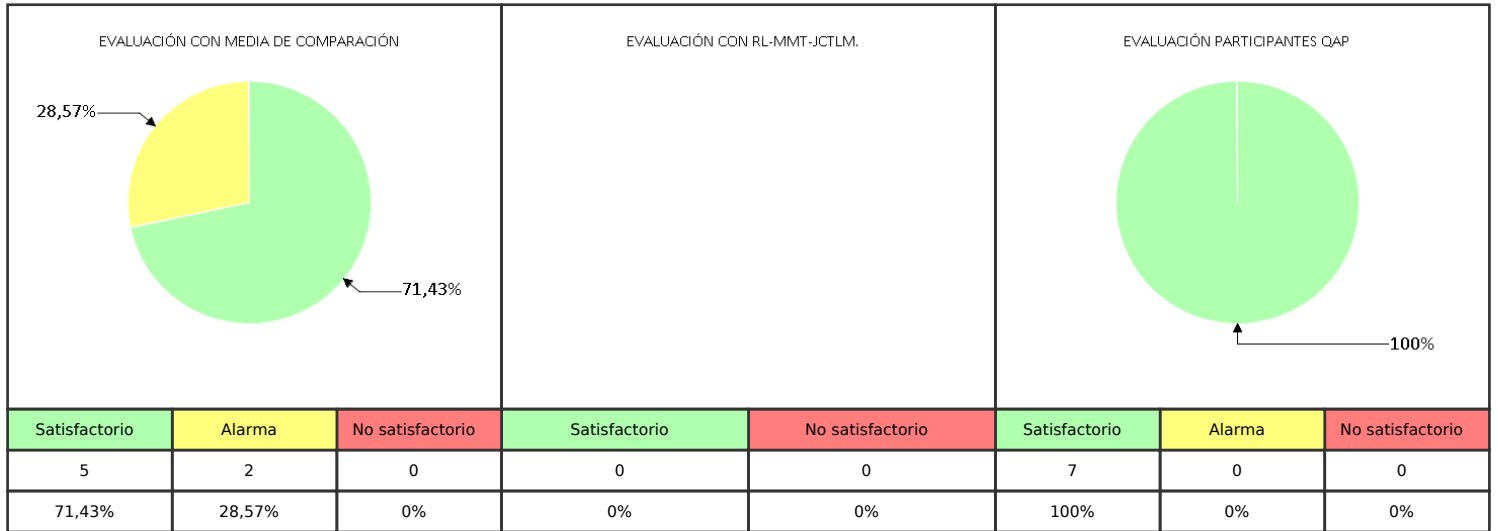 EVALUACIÓN CON MEDIA DE COMPARACIÓN
28,57%
71,43%
EVALUACIÓN CON RL-MMT-JCTLM.
EVALUACIÓN PARTICIPANTES QAP
100%
Satisfactorio Alarma No satisfactorio Satisfactorio No satisfactorio Satisfactorio Alarma No satisfactorio
5 2 0 0 0 7 0 0
71,43% 28,57% 0% 0% 0% 100% 0% 0%